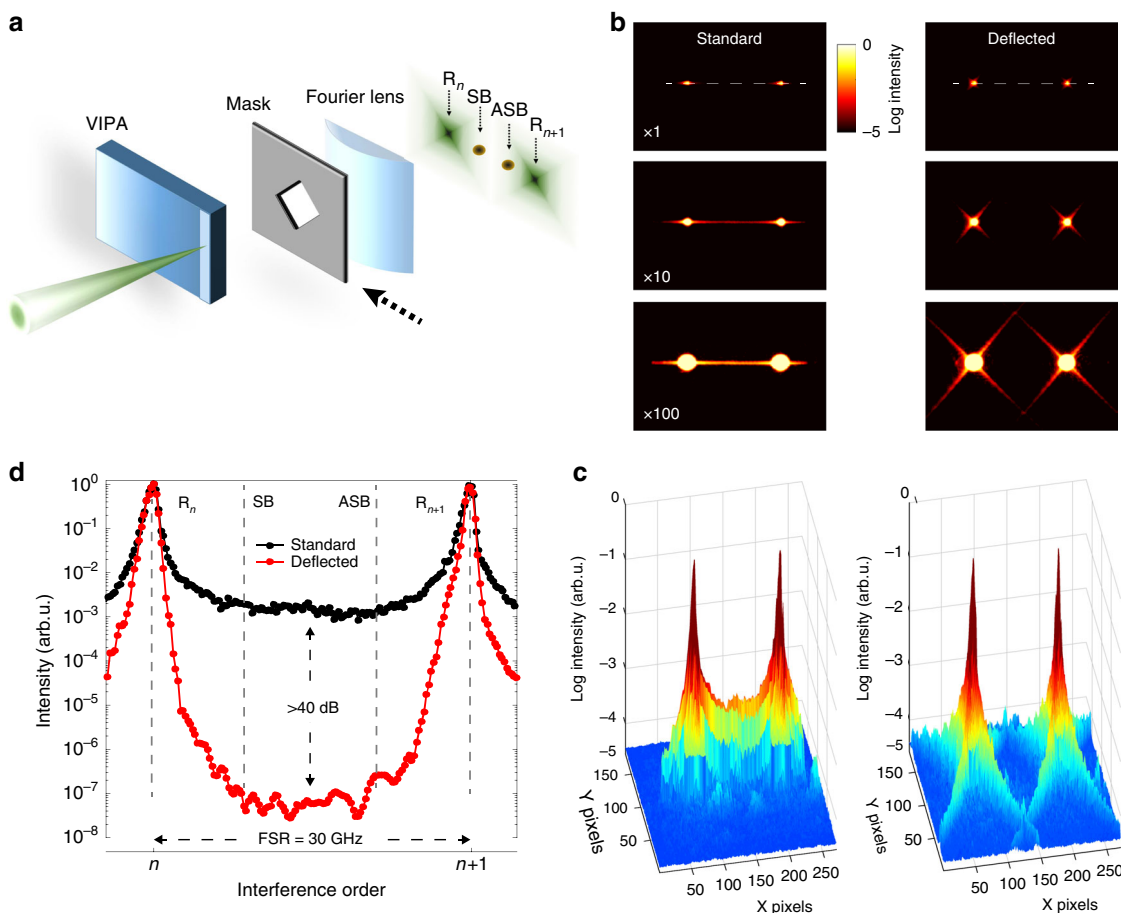 a
VIPA
Mask
Fourier lens
Rn
SB
ASB
Rn+1
b
Standard
Deflected
0
−5
Log intensity
×1
×10
×100
d
Intensity (arb.u.)
10⁰
10⁻¹
10⁻²
10⁻³
10⁻⁴
10⁻⁵
10⁻⁶
10⁻⁷
10⁻⁸
Rn
SB
ASB
Rn+1
Standard
Deflected
>40 dB
FSR = 30 GHz
n
n+1
Interference order
c
Log intensity (arb.u.)
0
−1
−2
−3
−4
−5
150
100
50
Y pixels
50
100
150
200
250
X pixels
Log intensity (arb.u.)
0
−1
−2
−3
−4
−5
150
100
50
Y pixels
50
100
150
200
250
X pixels